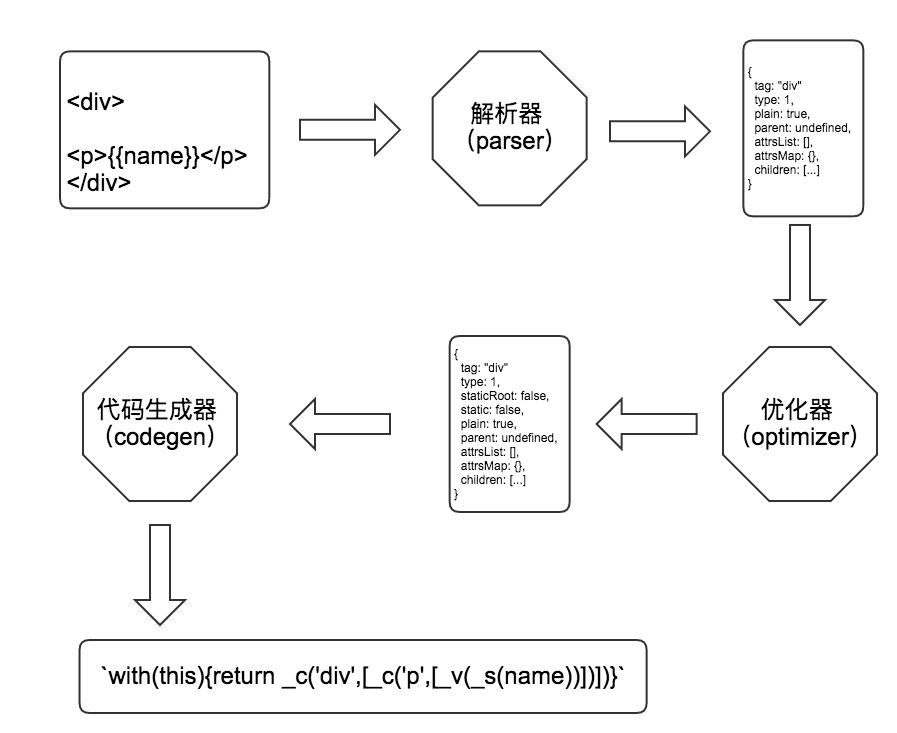 <div>
<p>{{name}}</p>
</div>
解析器
（parser）
{
tag: "div"
type: 1,
plain: true,
parent: undefined,
attrsList: [],
attrsMap: {},
children: [...]
}
优化器
（optimizer）
{
tag: "div"
type: 1,
staticRoot: false,
static: false,
plain: true,
parent: undefined,
attrsList: [],
attrsMap: {},
children: [...]
}
代码生成器
（codegen）
`with(this){return _c('div',[_c('p',[_v(_s(name))])])}`